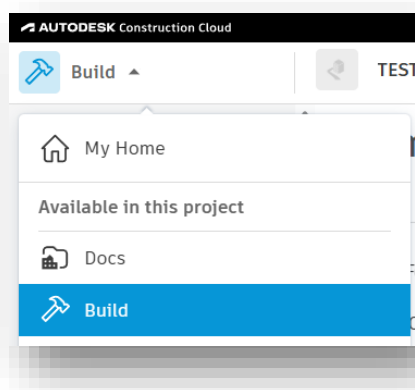 AUTODESK Construction Cloud
Build
TEST
My Home
Available in this project
Docs
Build